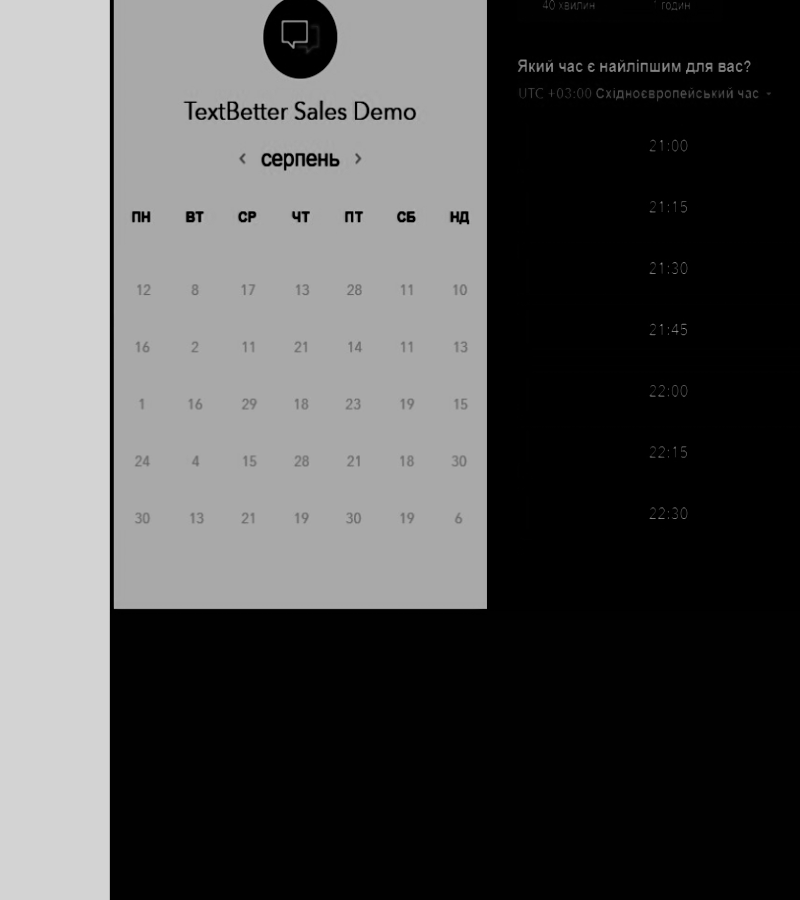 TextBetter Sales Demo
< серпень >
ПН ВТ СР ЧТ ПТ СБ НД
12 8 17 13 28 11 10
16 2 11 21 14 11 13
1 16 29 18 23 19 15
24 4 15 28 21 18 30
30 13 21 19 30 19 6
40 хвилин 1 годин
Який час є найліпшим для вас?
UTC +03:00 Східноєвропейський час
21:00
21:15
21:30
21:45
22:00
22:15
22:30